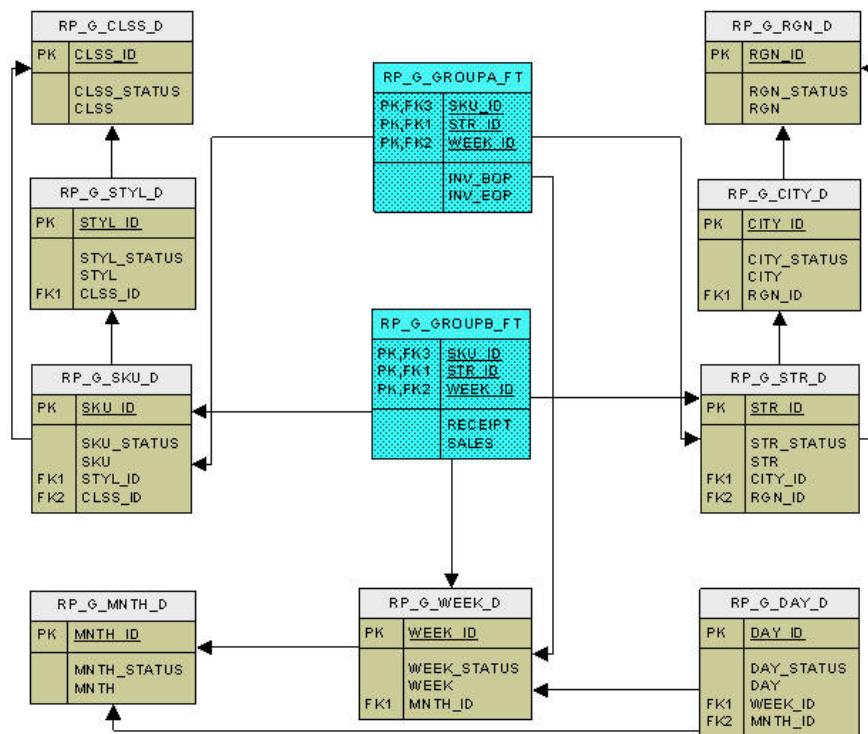 RP_G_CLSS_D
PK CLSS_ID
CLSS_STATUS
CLSS
RP_G_GROUPA_FT
PK,FK3 SKU_ID
PK,FK1 STR_ID
PK,FK2 WEEK_ID
INV_BOP
INV_EOP
RP_G_RGN_D
PK RGN_ID
RGN_STATUS
RGN
RP_G_STYL_D
PK STYL_ID
STYL_STATUS
STYL
FK1 CLSS_ID
RP_G_CITY_D
PK CITY_ID
CITY_STATUS
CITY
FK1 RGN_ID
RP_G_GROUPB_FT
PK,FK3 SKU_ID
PK,FK1 STR_ID
PK,FK2 WEEK_ID
RECEIPT
SALES
RP_G_SKU_D
PK SKU_ID
SKU_STATUS
SKU
FK1 STYL_ID
FK2 CLSS_ID
RP_G_STR_D
PK STR_ID
STR_STATUS
STR
FK1 CITY_ID
FK2 RGN_ID
RP_G_MNTH_D
PK MNTH_ID
MNTH_STATUS
MNTH
RP_G_WEEK_D
PK WEEK_ID
WEEK_STATUS
WEEK
FK1 MNTH_ID
RP_G_DAY_D
PK DAY_ID
DAY_STATUS
DAY
FK1 WEEK_ID
FK2 MNTH_ID